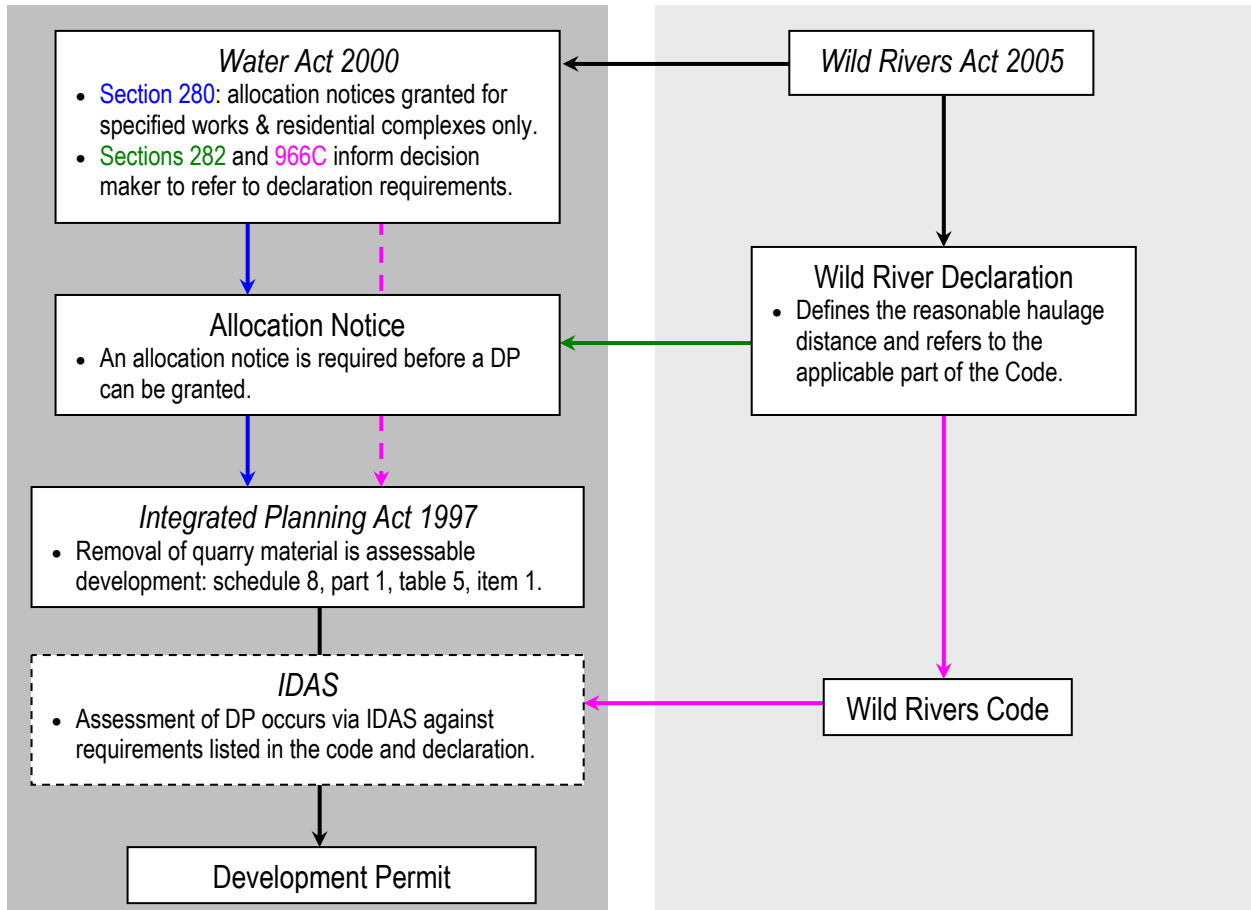 Water Act 2000
• Section 280: allocation notices granted for
specified works & residential complexes only.
• Sections 282 and 966C inform decision
maker to refer to declaration requirements.
Wild Rivers Act 2005
Wild River Declaration
• Defines the reasonable haulage
distance and refers to the
applicable part of the Code.
Allocation Notice
• An allocation notice is required before a DP
can be granted.
Integrated Planning Act 1997
• Removal of quarry material is assessable
development: schedule 8, part 1, table 5, item 1.
IDAS
• Assessment of DP occurs via IDAS against
requirements listed in the code and declaration.
Wild Rivers Code
Development Permit